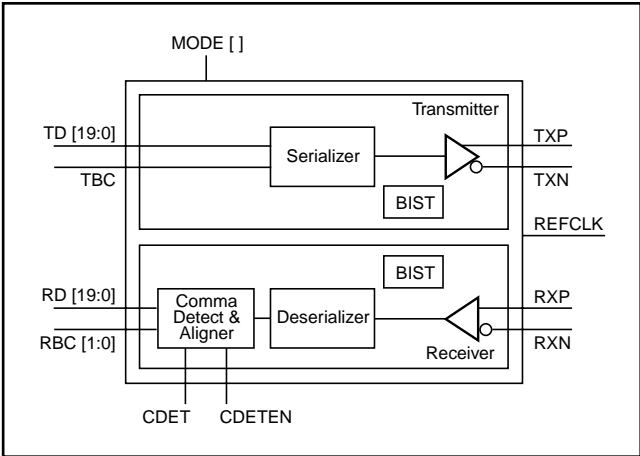 MODE [ ]
Transmitter
TD [19:0]
TXP
Serializer
TBC
TXN
BIST
REFCLK
BIST
RD [19:0]
Comma
Detect &
Aligner
Deserializer
RXP
RBC [1:0]
RXN
Receiver
CDET
CDETEN